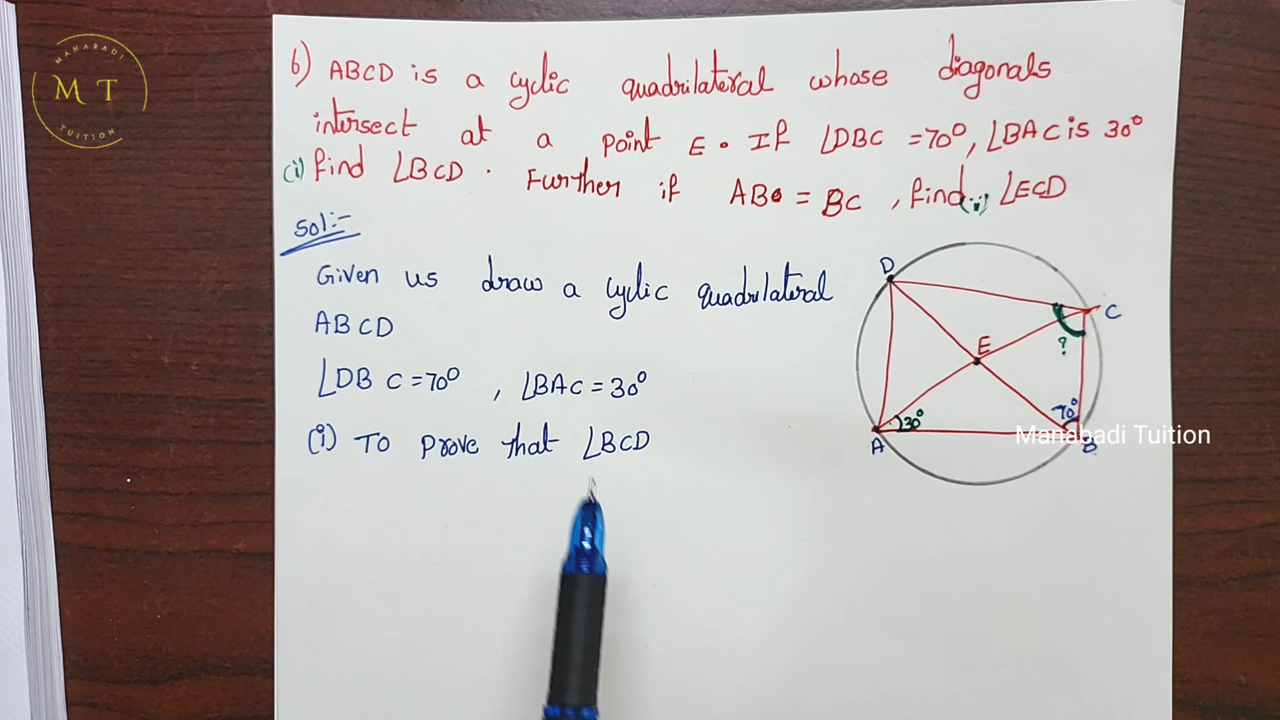 MANABADI
MT
TUITION
6) ABCD is a cyclic quadrilateral whose diagonals
intersect at a point E. If ∠DBC = 70°, ∠BAC is 30°
(i) find ∠BCD. Further if AB = BC, find (ii) ∠ECD
Sol:-
Given us draw a cyclic quadrilateral
ABCD
∠DBC = 70°, ∠BAC = 30°
(i) To prove that ∠BCD
D
C
E
?
30°
70°
A
B
Manabadi Tuition